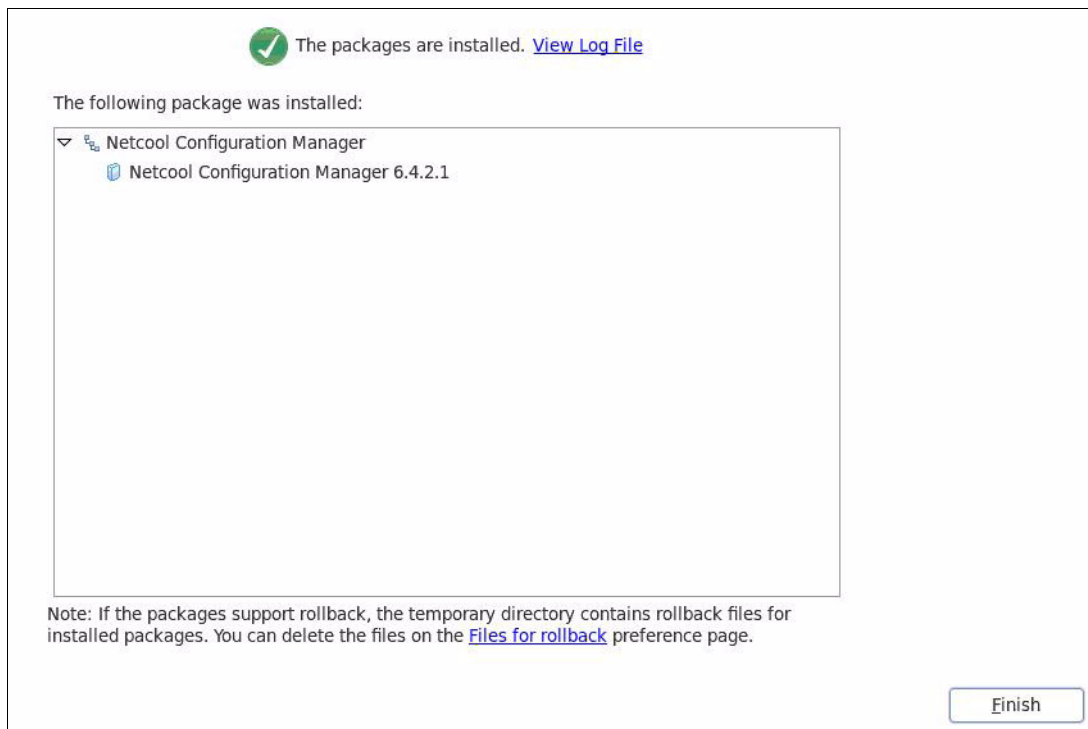 The packages are installed. View Log File
The following package was installed:
Netcool Configuration Manager
Netcool Configuration Manager 6.4.2.1
Note: If the packages support rollback, the temporary directory contains rollback files for
installed packages. You can delete the files on the Files for rollback preference page.
Finish